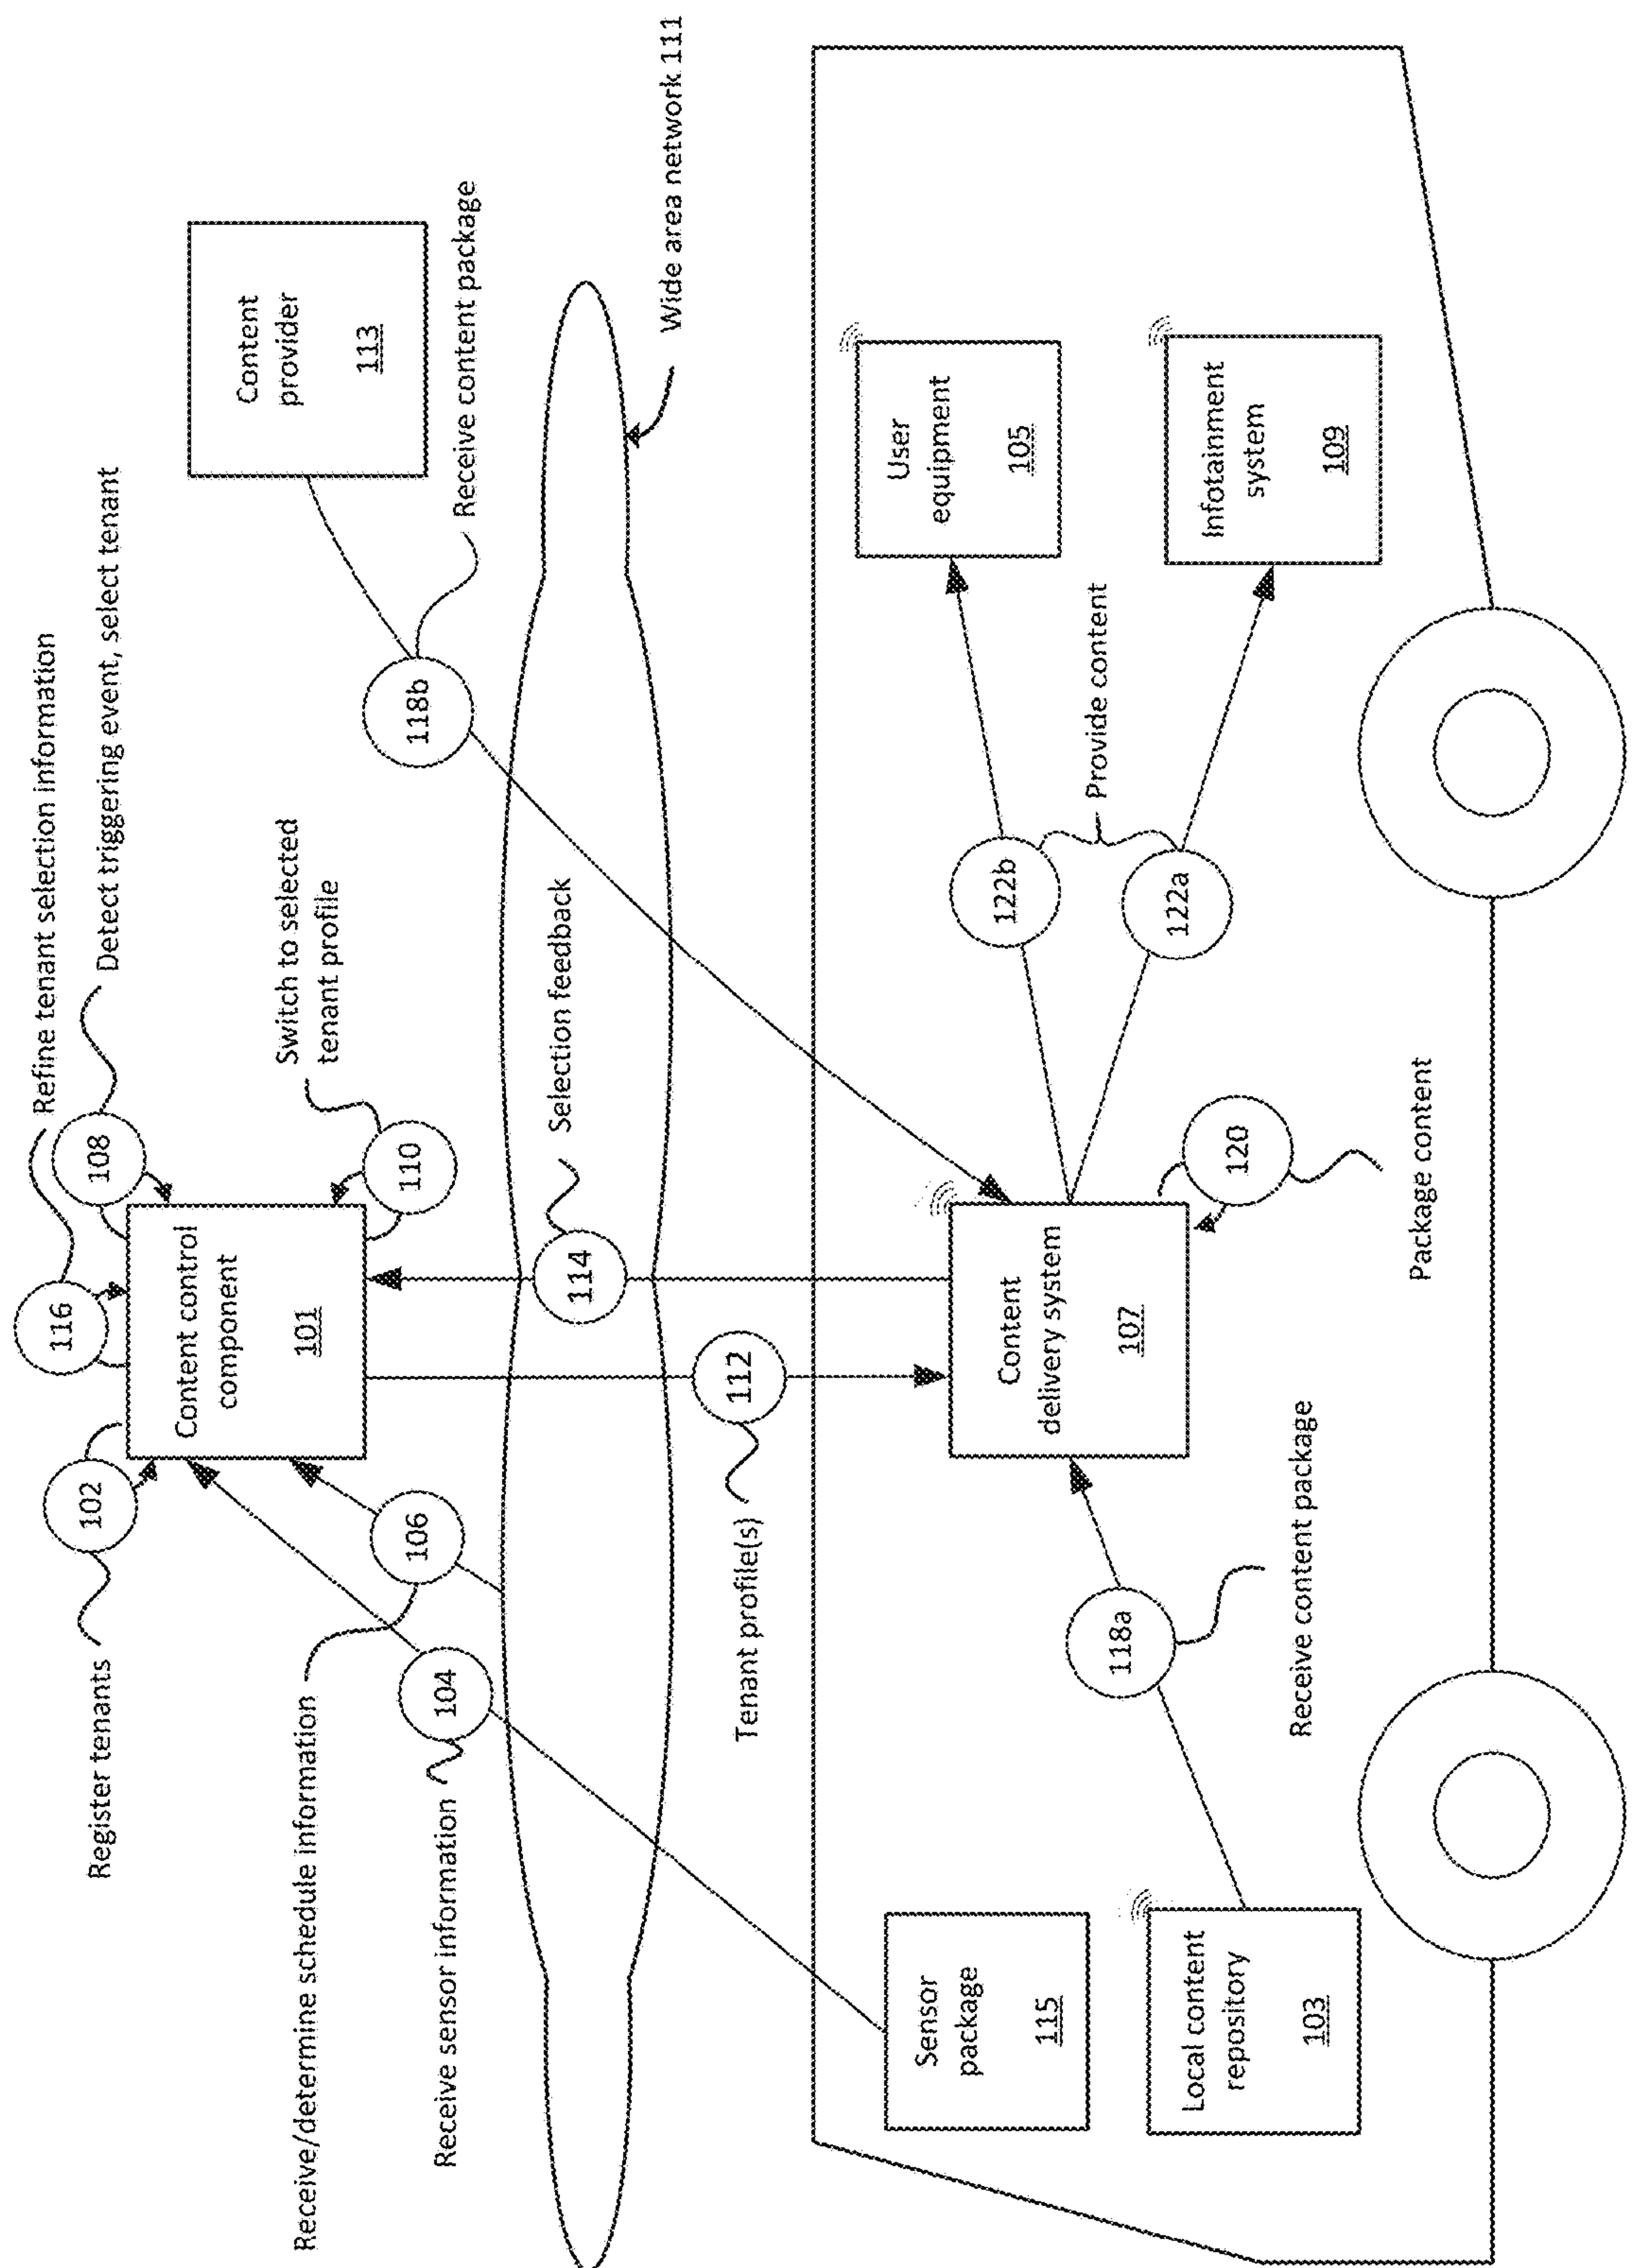 Refine tenant selection information
116
108
Detect triggering event, select tenant
Register tenants
102
Content control
component
101
Switch to selected
tenant profile
110
Content
provider
113
Receive/determine schedule information
106
118b
Receive content package
Receive sensor information
104
114
Selection feedback
Wide area network 111
Tenant profile(s)
112
Sensor
package
115
Content
delivery system
107
122b
User
equipment
105
Provide content
Local content
repository
103
118a
120
122a
Infotainment
system
109
Receive content package
Package content